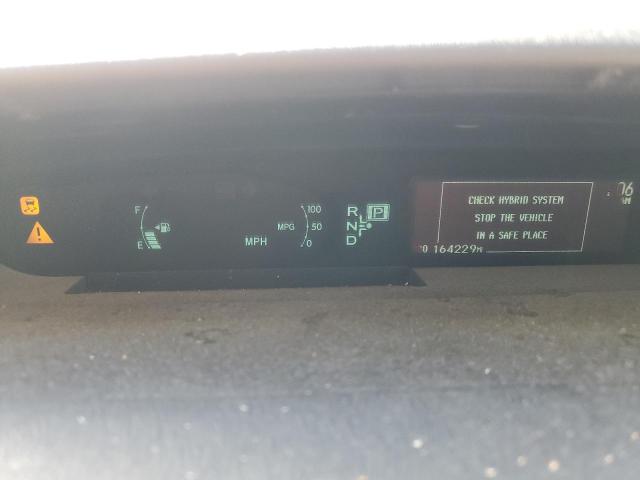 F
E
MPH
MPG
100
50
0
R
P
N
D
CHECK HYBRID SYSTEM
STOP THE VEHICLE
IN A SAFE PLACE
164229